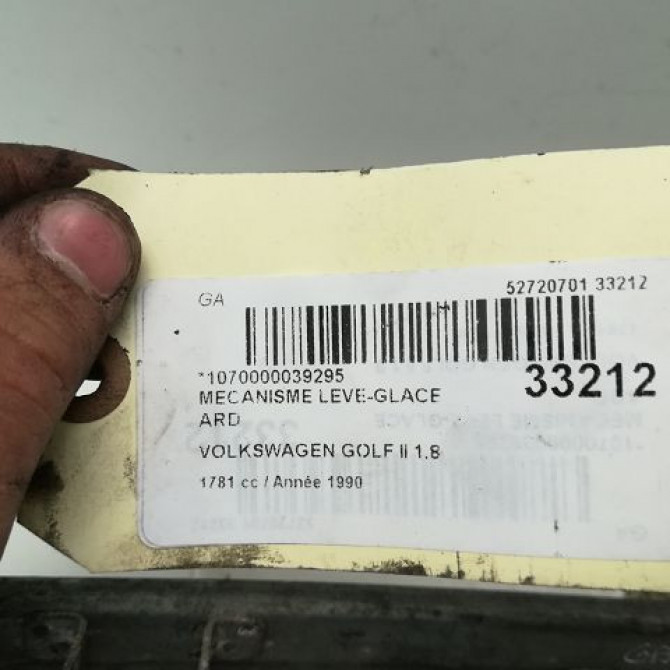 GA
52720701 33212
*1070000039295
33212
MECANISME LEVE-GLACE
ARD
VOLKSWAGEN GOLF II 1.8
1781 cc / Année 1990